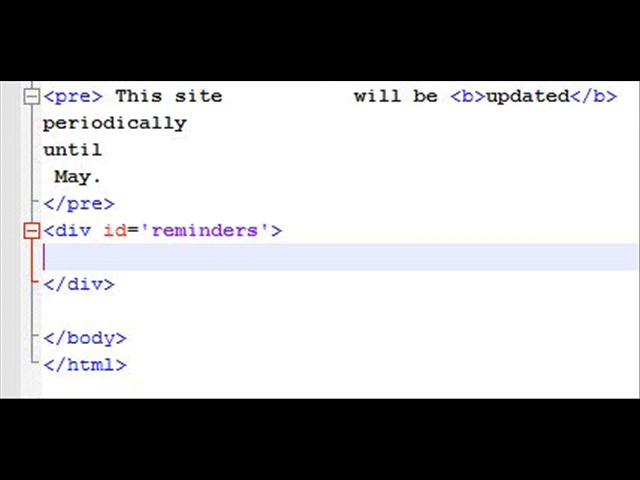 <pre> This site           will be <b>updated</b>
periodically
until
 May.
</pre>
<div id='reminders'>
</div>
</body>
</html>